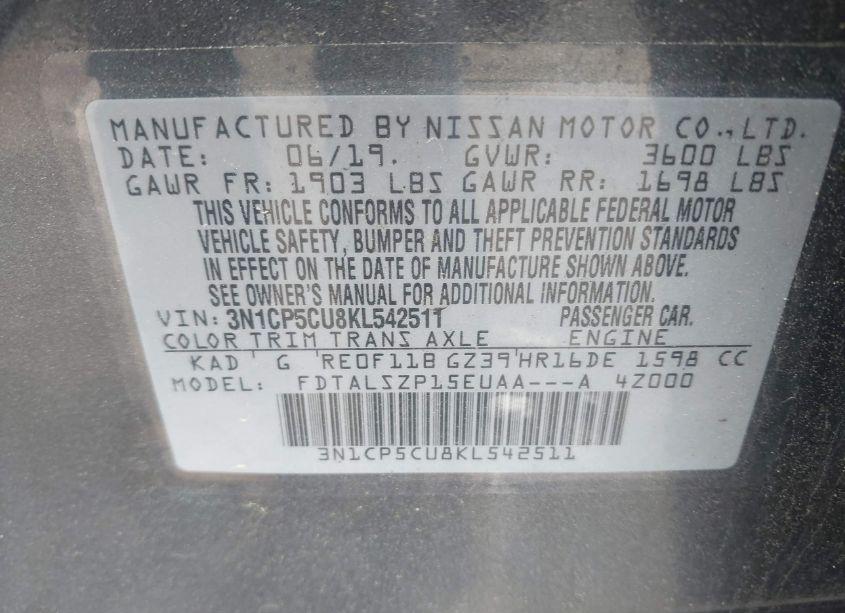 MANUFACTURED BY NISSAN MOTOR CO.,LTD.
DATE: 06/19. GVWR: 3600 LBS
GAWR FR: 1903 LBS GAWR RR: 1698 LBS
THIS VEHICLE CONFORMS TO ALL APPLICABLE FEDERAL MOTOR
VEHICLE SAFETY, BUMPER AND THEFT PREVENTION STANDARDS
IN EFFECT ON THE DATE OF MANUFACTURE SHOWN ABOVE.
SEE OWNER'S MANUAL FOR ADDITIONAL INFORMATION.
VIN: 3N1CP5CU8KL542511 PASSENGER CAR.
COLOR TRIM TRANS AXLE ENGINE
KAD G RE0F11B GZ39 HR16DE 1598 CC
MODEL: FDTALSZP15EUAA---A 4Z000
3N1CP5CU8KL542511